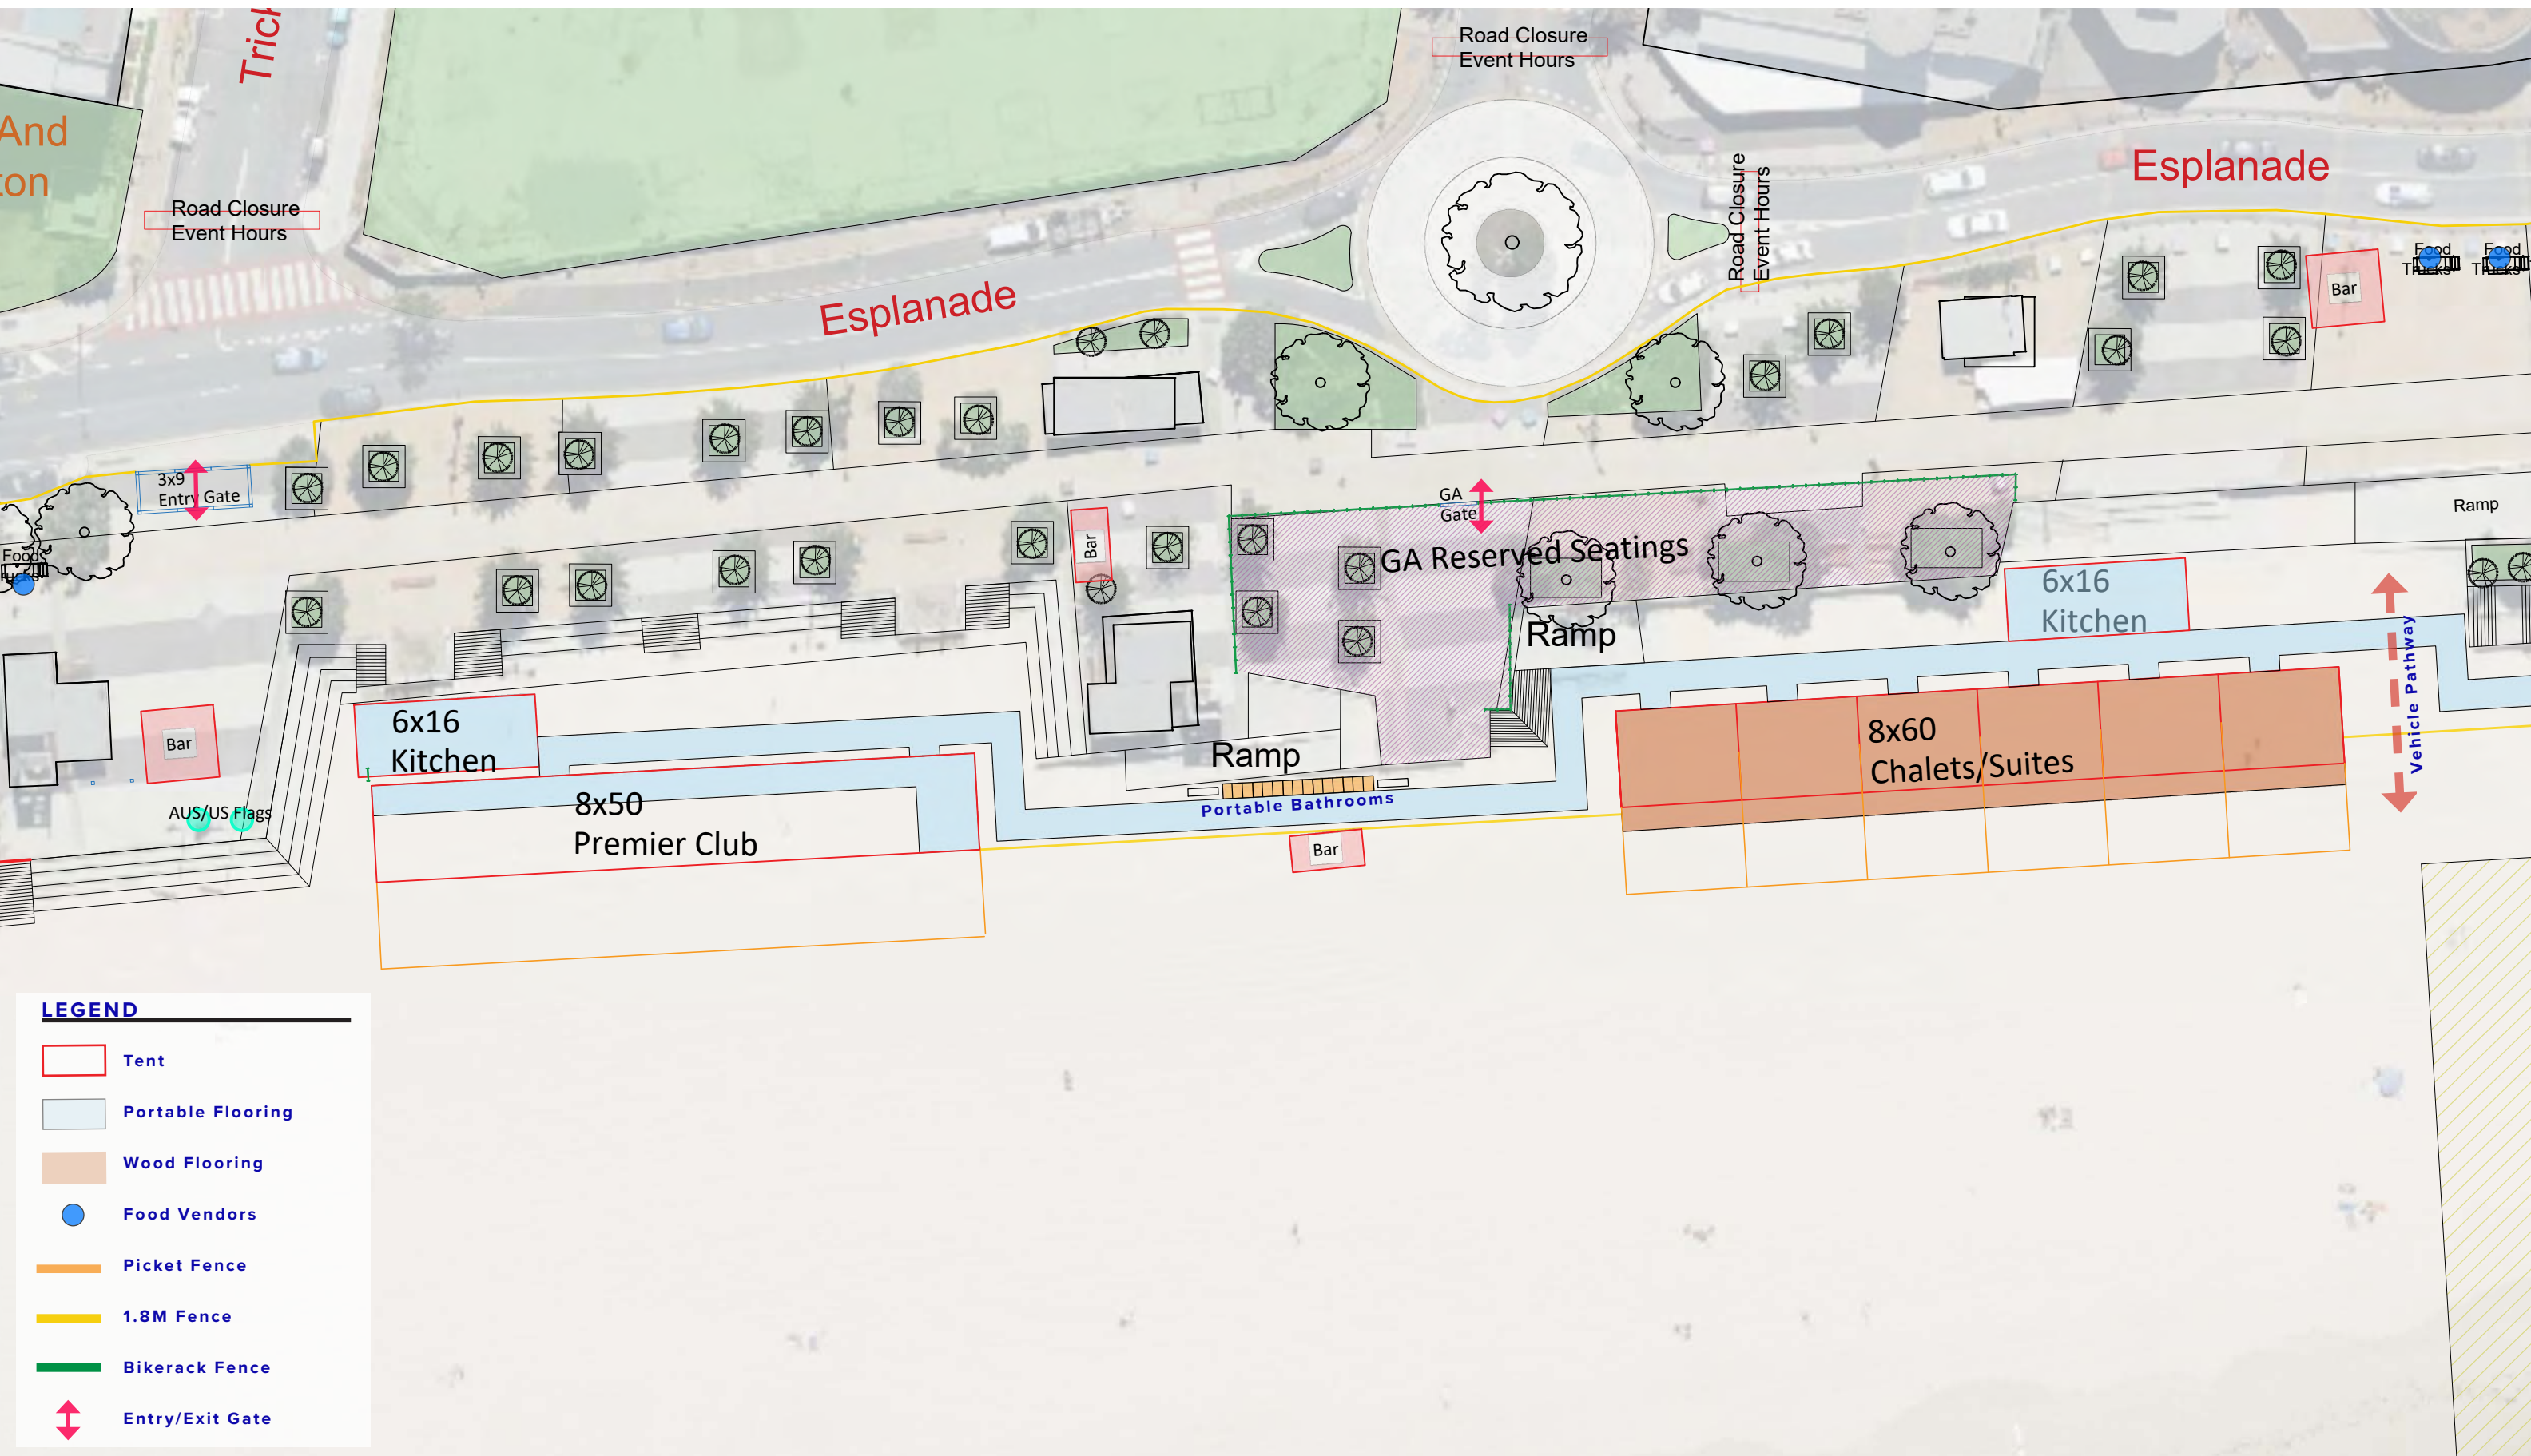 Tric
Road Closure
Event Hours
And
ton
Road Closure
Event Hours
Esplanade
Road Closure
Event Hours
Esplanade
Food
Trucks
Food
Trucks
Bar
3x9
Entry Gate
GA
Gate
Ramp
Bar
GA Reserved Seatings
Food
6x16
Kitchen
Ramp
Vehicle Pathway
6x16
Kitchen
Bar
Ramp
8x60
Chalets/Suites
AUS/US Flags
8x50
Premier Club
Portable Bathrooms
Bar
LEGEND
Tent
Portable Flooring
Wood Flooring
Food Vendors
Picket Fence
1.8M Fence
Bikerack Fence
Entry/Exit Gate